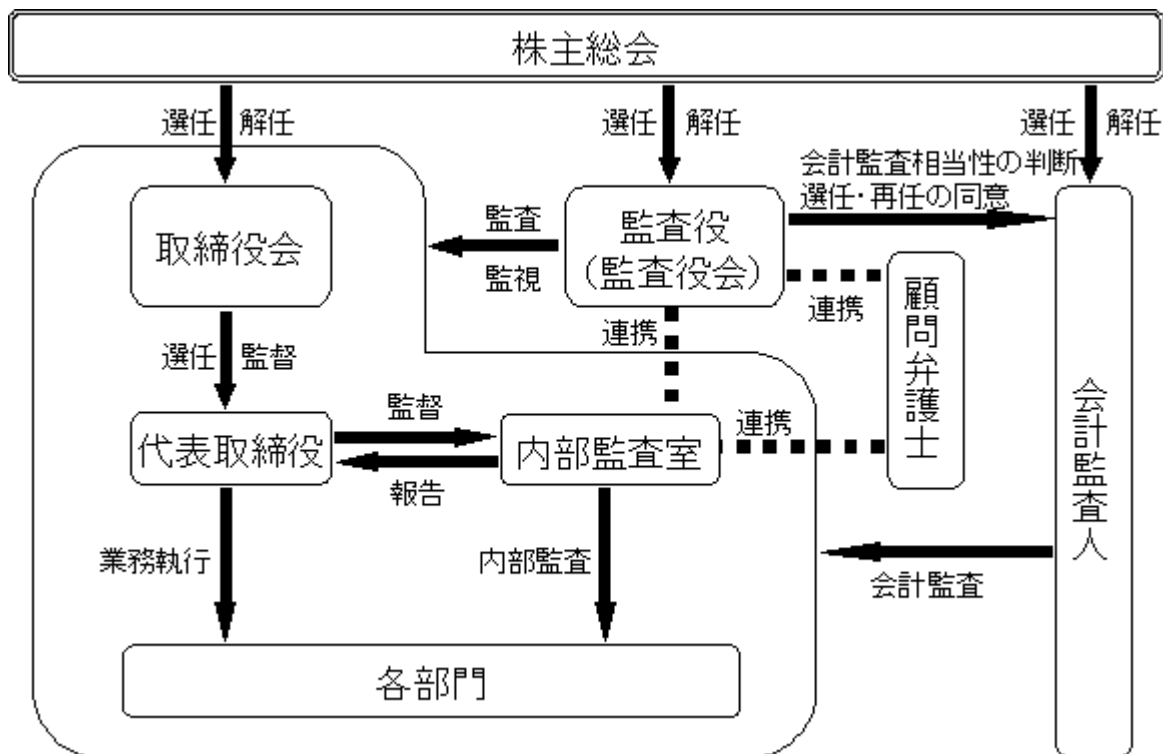 株主総会
選任 解任
選任 解任
選任 解任
会計監査相当性の判断
選任・再任の同意
取締役会
監査
監視
監査役
(監査役会)
連携
連携
顧問弁護士
会計監査人
選任 監督
代表取締役
監督
報告
内部監査室
連携
業務執行
内部監査
会計監査
各部門